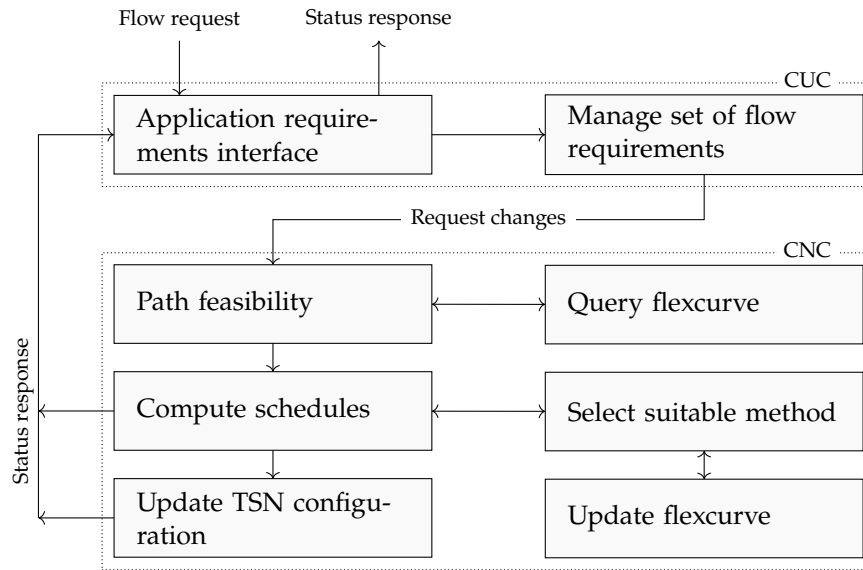 Flow request
Status response
CUC
Application require-
ments interface
Manage set of flow
requirements
Request changes
CNC
Path feasibility
Query flexcurve
Status response
Compute schedules
Select suitable method
Update TSN configu-
ration
Update flexcurve